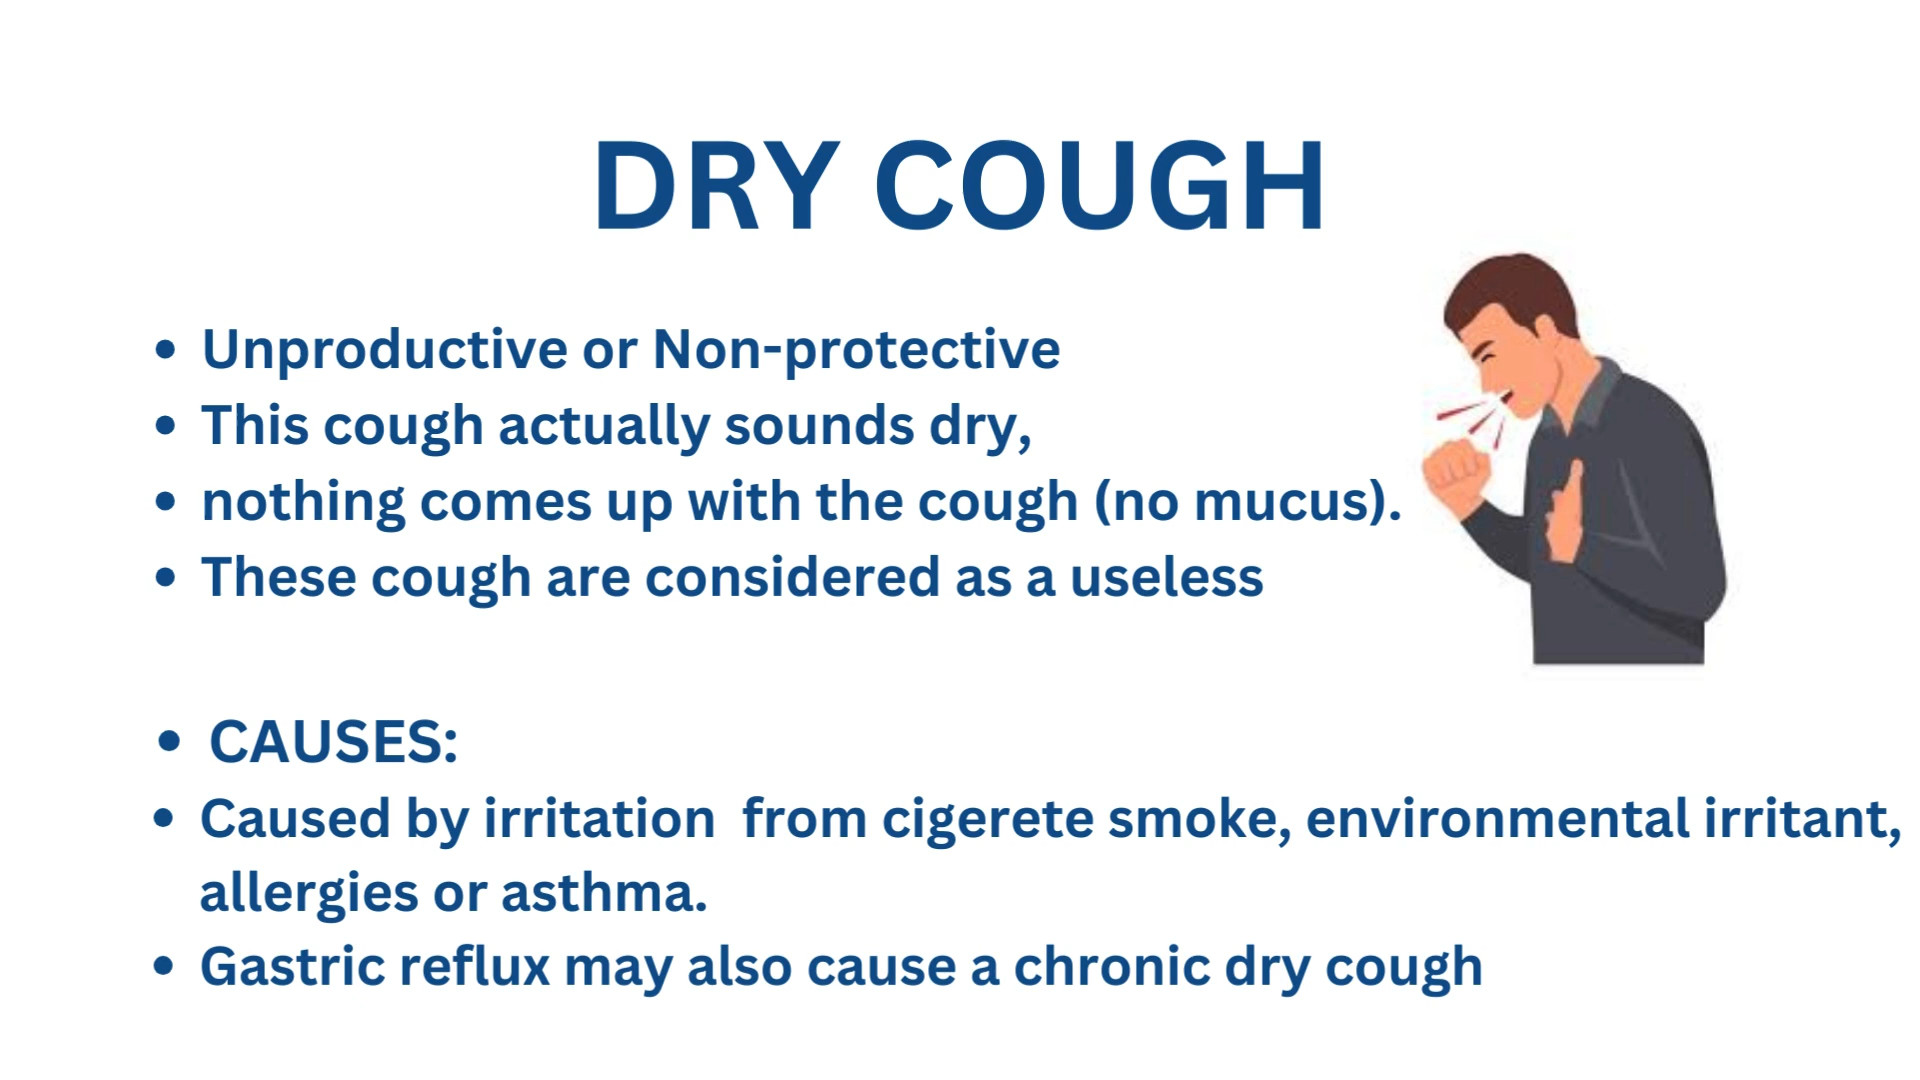 DRY COUGH
• Unproductive or Non-protective
• This cough actually sounds dry,
• nothing comes up with the cough (no mucus).
• These cough are considered as a useless
• CAUSES:
• Caused by irritation  from cigerete smoke, environmental irritant,
allergies or asthma.
• Gastric reflux may also cause a chronic dry cough